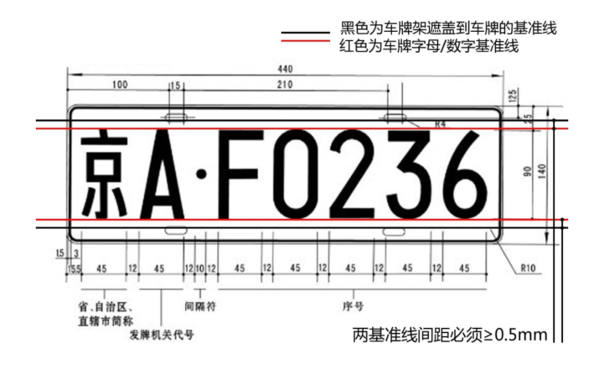 黑色为车牌架遮盖到车牌的基准线
红色为车牌字母/数字基准线
440
100 15 210
125
25
R4
京A·F0236
90
140
R10
15 3
15.5 45 12 45 12 10 12 45 12 45 12 45 12 45 12 45
省、自治区、 间隔符 序号
直辖市简称
发牌机关代号
两基准线间距必须≥0.5mm